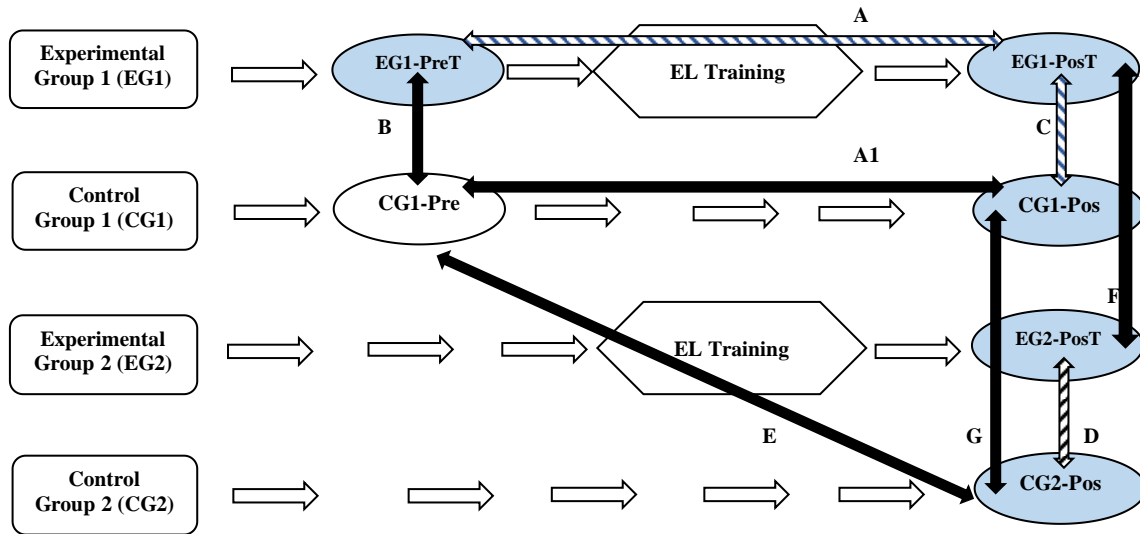 A
Experimental
Group 1 (EG1)
EG1-PreT
EL Training
EG1-PosT
B
C
A1
Control
Group 1 (CG1)
CG1-Pre
CG1-Pos
F
Experimental
Group 2 (EG2)
EL Training
EG2-PosT
E
G
D
Control
Group 2 (CG2)
CG2-Pos